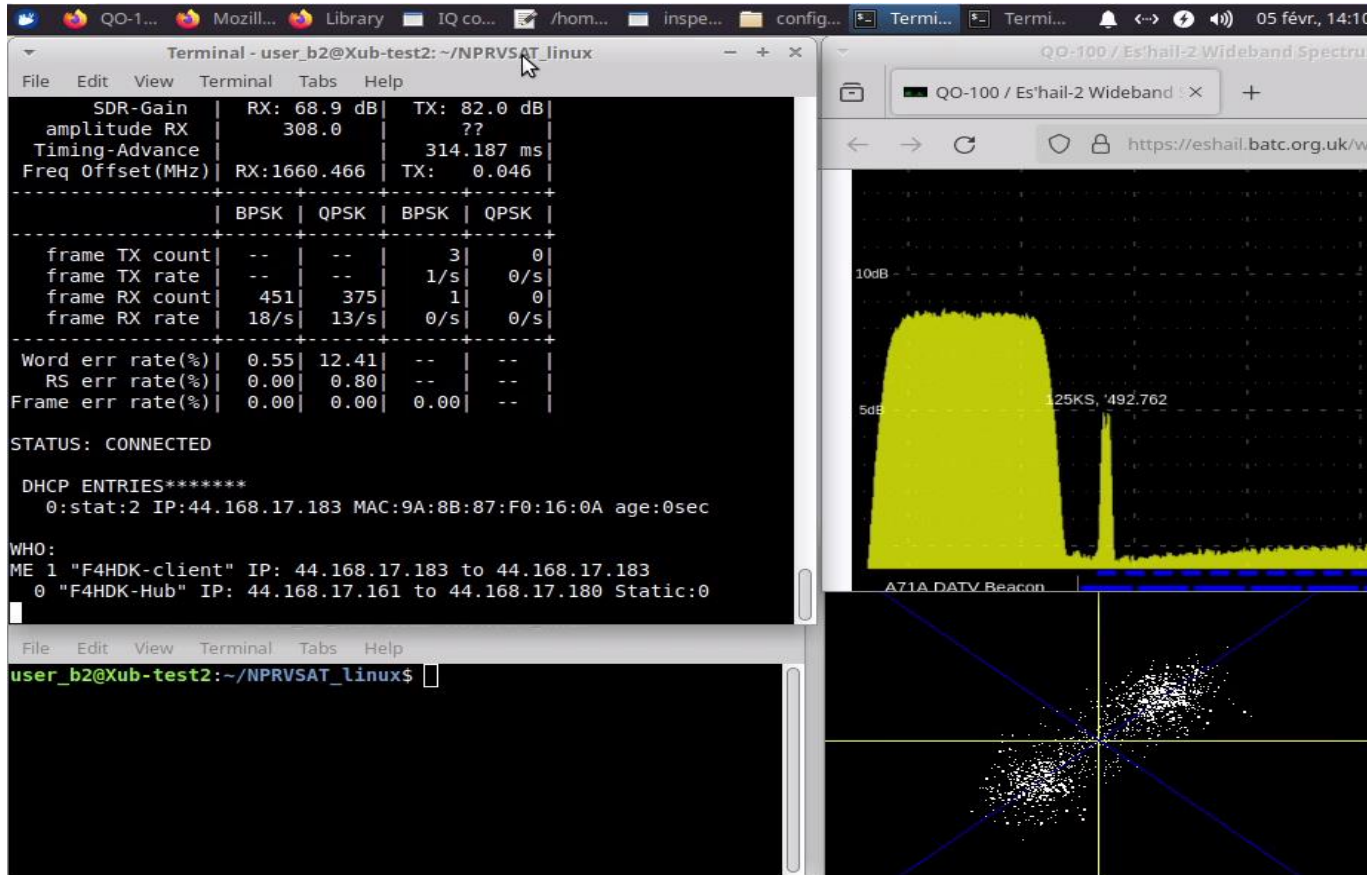 QO-1... Mozill... Library IQ co... /hom... inspe... config... Termi... Termi... 05 févr., 14:10
Terminal - user_b2@Xub-test2: ~/NPRVSAT_linux
File Edit View Terminal Tabs Help
SDR-Gain | RX: 68.9 dB| TX: 82.0 dB|
amplitude RX | 308.0 | ?? |
Timing-Advance | | 314.187 ms|
Freq Offset(MHz)| RX:1660.466 | TX: 0.046 |
-----------------+------+------+------+------+
| BPSK | QPSK | BPSK | QPSK |
-----------------+------+------+------+------+
frame TX count| -- | -- | 3| 0|
frame TX rate | -- | -- | 1/s| 0/s|
frame RX count| 451| 375| 1| 0|
frame RX rate | 18/s| 13/s| 0/s| 0/s|
-----------------+------+------+------+------+
Word err rate(%)| 0.55| 12.41| -- | -- |
RS err rate(%)| 0.00| 0.80| -- | -- |
Frame err rate(%)| 0.00| 0.00| 0.00| -- |
STATUS: CONNECTED
DHCP ENTRIES*******
0:stat:2 IP:44.168.17.183 MAC:9A:8B:87:F0:16:0A age:0sec
WHO:
ME 1 "F4HDK-client" IP: 44.168.17.183 to 44.168.17.183
0 "F4HDK-Hub" IP: 44.168.17.161 to 44.168.17.180 Static:0
File Edit View Terminal Tabs Help
user_b2@Xub-test2:~/NPRVSAT_linux$
QO-100 / Es'hail-2 Wideband Spectru
QO-100 / Es'hail-2 Wideband S
https://eshail.batc.org.uk/w
10dB
125KS, '492.762
5dB
A71A DATV Beacon